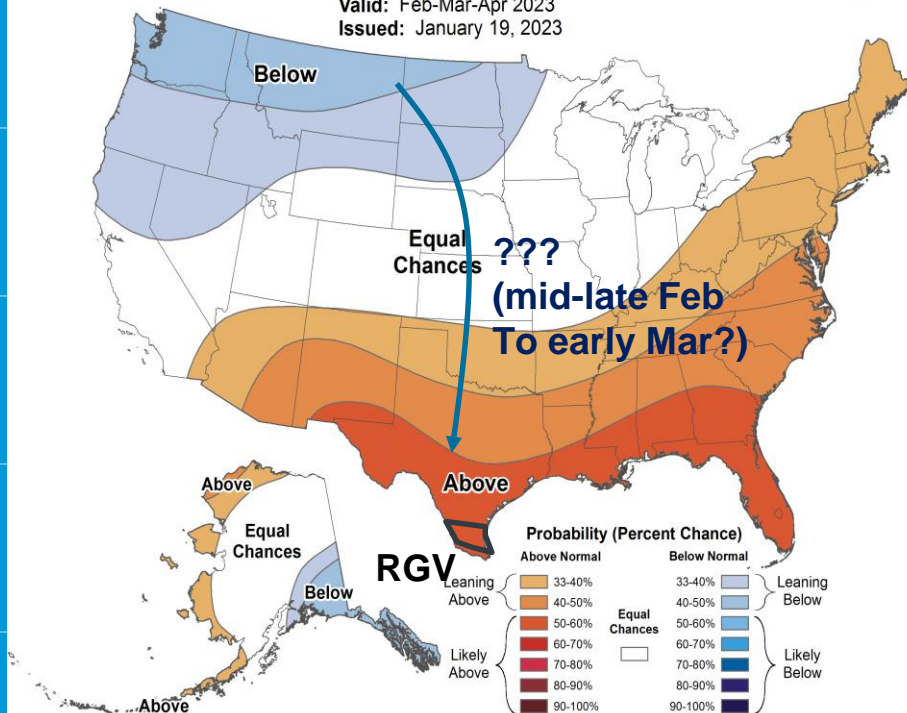 Valid: Feb-Mar-Apr 2023
Issued: January 19, 2023
Below
Equal
Chances
???
(mid-late Feb
To early Mar?)
Above
Above
Equal
Chances
Below
Above
RGV
Probability (Percent Chance)
Above Normal
Below Normal
Leaning
Above
33-40%
40-50%
Likely
Above
50-60%
60-70%
70-80%
80-90%
90-100%
Equal
Chances
33-40%
40-50%
Leaning
Below
50-60%
60-70%
70-80%
80-90%
90-100%
Likely
Below